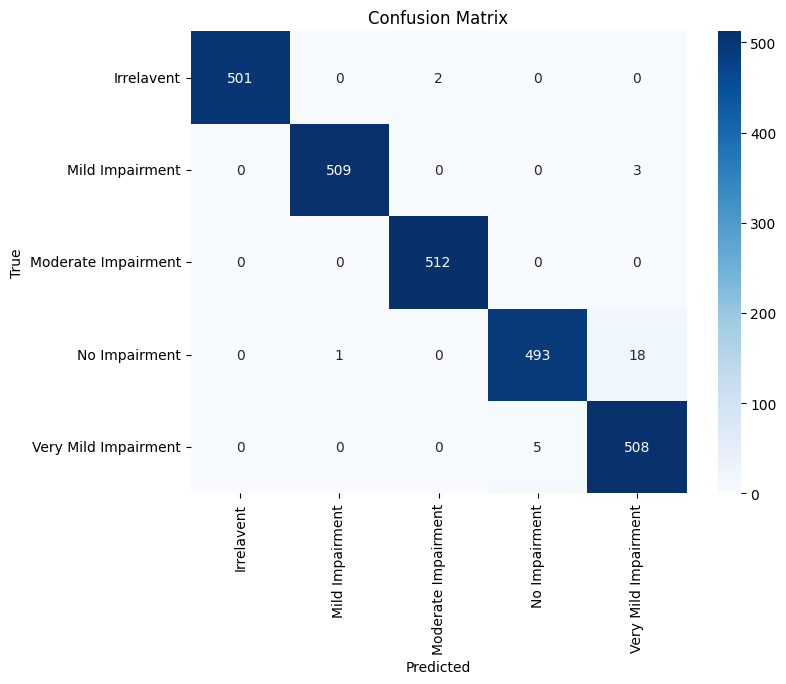 Confusion Matrix
True
Irrelavent 501 0 2 0 0
Mild Impairment 0 509 0 0 3
Moderate Impairment 0 0 512 0 0
No Impairment 0 1 0 493 18
Very Mild Impairment 0 0 0 5 508
Irrelavent
Mild Impairment
Moderate Impairment
No Impairment
Very Mild Impairment
Predicted
500
400
300
200
100
0